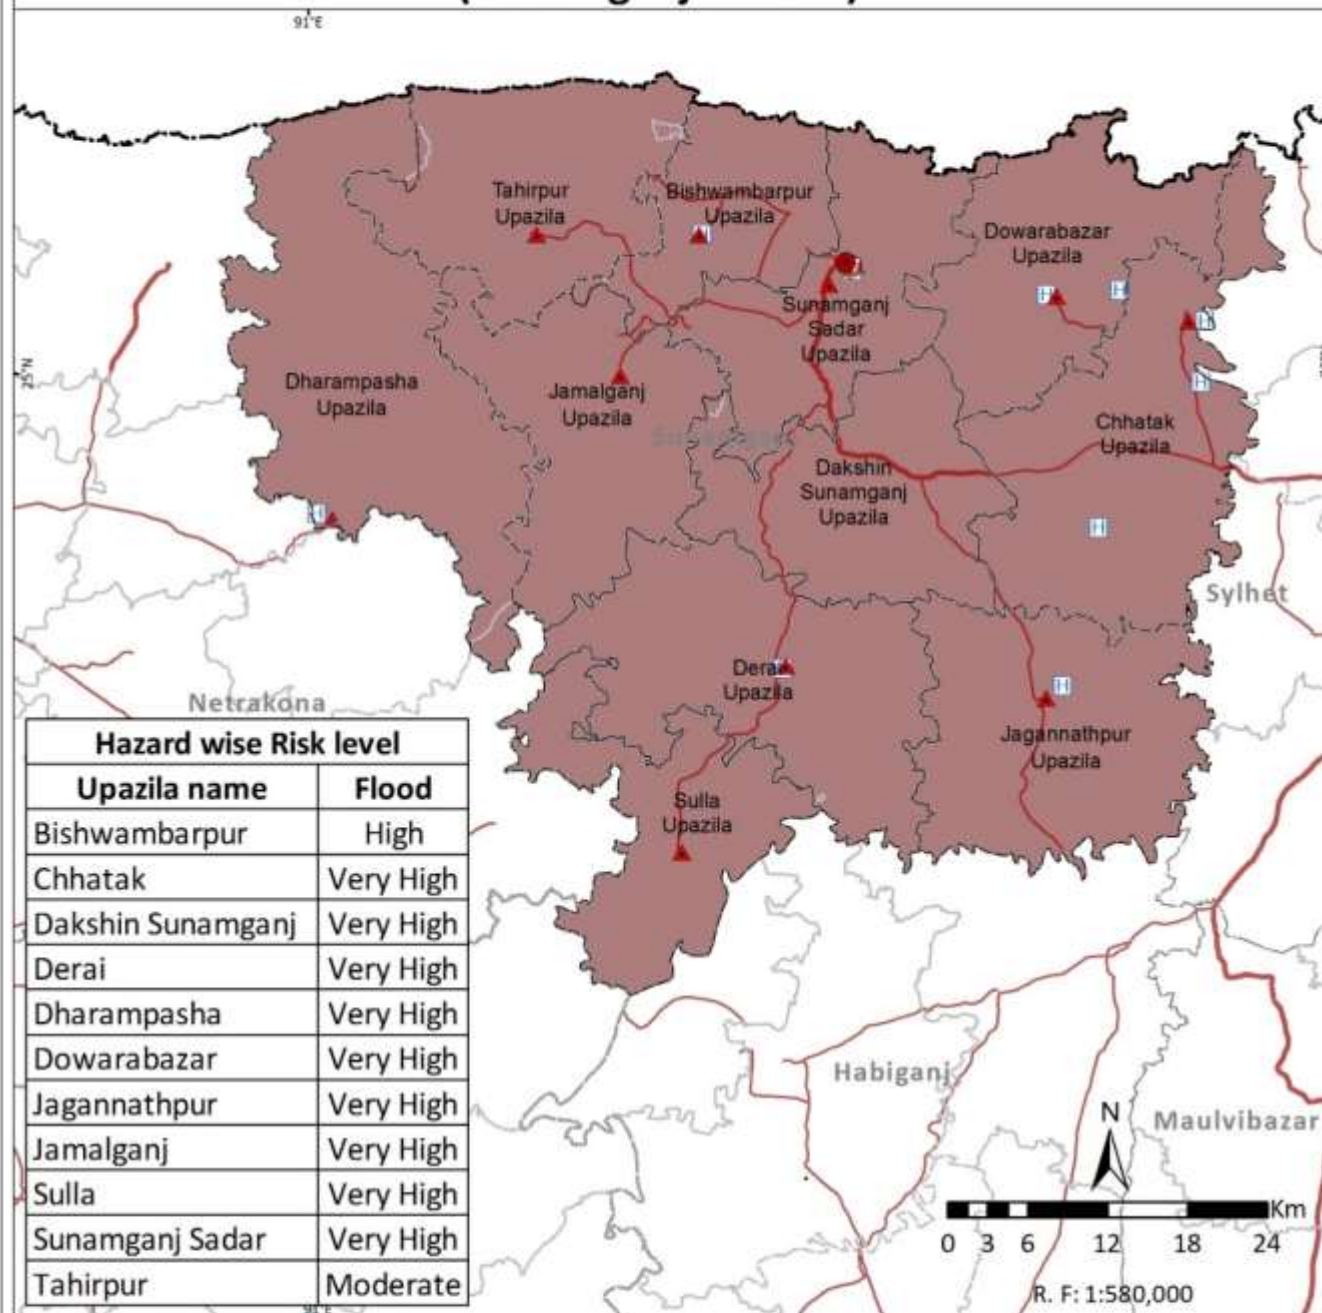 91°E
25°N
Tahirpur
Upazila
Bishwambarpur
Upazila
Dowarabazar
Upazila
Sunamganj
Sadar
Upazila
Dharampasha
Upazila
Jamalganj
Upazila
Chhatak
Upazila
Dakshin
Sunamganj
Upazila
H
H
H
H
H
H
H
H
Sylhet
Derai
Upazila
Netrakona
Jagannathpur
Upazila
Sulla
Upazila
Hazard wise Risk level
Upazila name Flood
Bishwambarpur High
Chhatak Very High
Dakshin Sunamganj Very High
Derai Very High
Dharampasha Very High
Dowarabazar Very High
Jagannathpur Very High
Jamalganj Very High
Sulla Very High
Sunamganj Sadar Very High
Tahirpur Moderate
Habiganj
Maulvibazar
N
Km
0 3 6 12 18 24
R. F: 1:580,000
91°E